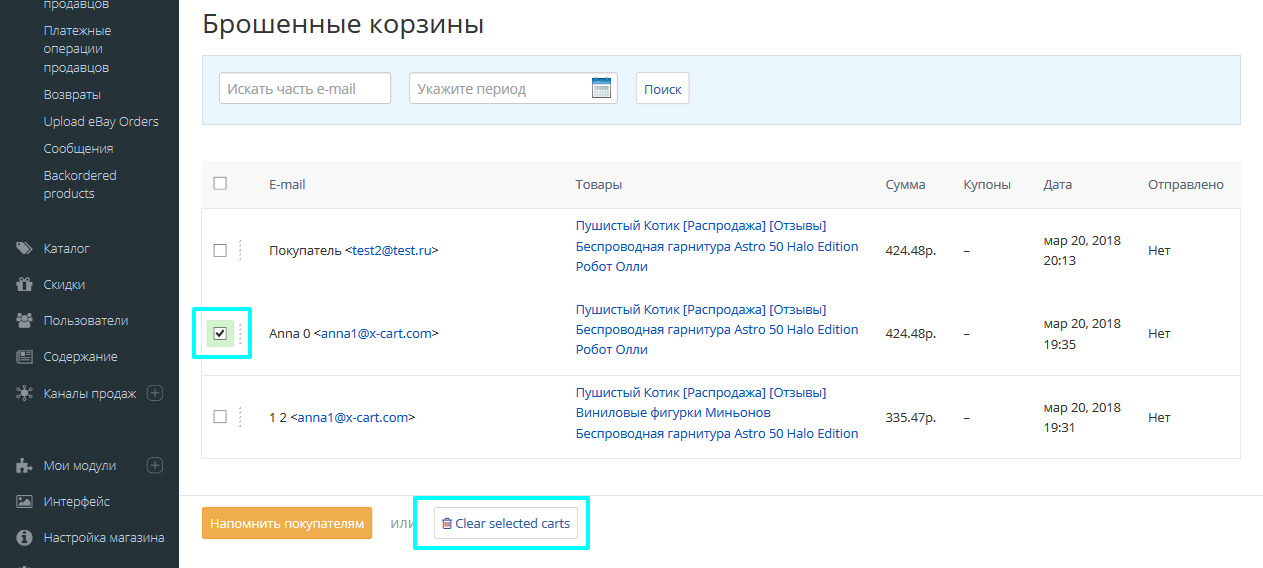 продавцов
Платежные
операции
продавцов
Возвраты
Upload eBay Orders
Сообщения
Backordered
products
Каталог
Скидки
Пользователи
Содержание
Каналы продаж
Мои модули
Интерфейс
Настройка магазина
Брошенные корзины
Искать часть e-mail Укажите период Поиск
E-mail Товары Сумма Купоны Дата Отправлено
Пушистый Котик [Распродажа] [Отзывы]
Беспроводная гарнитура Astro 50 Halo Edition
Робот Олли
Покупатель <test2@test.ru> 424.48р. – мар 20, 2018 Нет
20:13
Пушистый Котик [Распродажа] [Отзывы]
Беспроводная гарнитура Astro 50 Halo Edition
Робот Олли
Anna 0 <anna1@x-cart.com> 424.48р. – мар 20, 2018 Нет
19:35
Пушистый Котик [Распродажа] [Отзывы]
Виниловые фигурки Миньонов
Беспроводная гарнитура Astro 50 Halo Edition
1 2 <anna1@x-cart.com> 335.47р. – мар 20, 2018 Нет
19:31
Напомнить покупателям или Clear selected carts